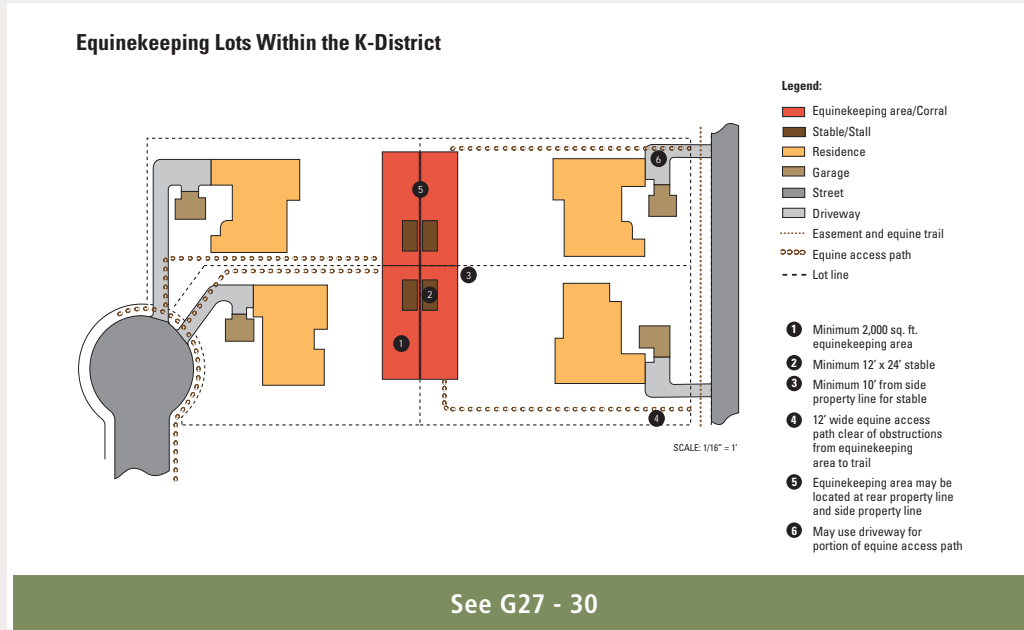 Equinekeeping Lots Within the K-District
Legend:
Equinekeeping area/Corral
Stable/Stall
Residence
Garage
Street
Driveway
Easement and equine trail
Equine access path
Lot line
5
6
3
2
1
4
SCALE: 1/16" = 1'
1 Minimum 2,000 sq. ft.
equinekeeping area
2 Minimum 12' x 24' stable
3 Minimum 10' from side
property line for stable
4 12' wide equine access
path clear of obstructions
from equinekeeping
area to trail
5 Equinekeeping area may be
located at rear property line
and side property line
6 May use driveway for
portion of equine access path
See G27 - 30